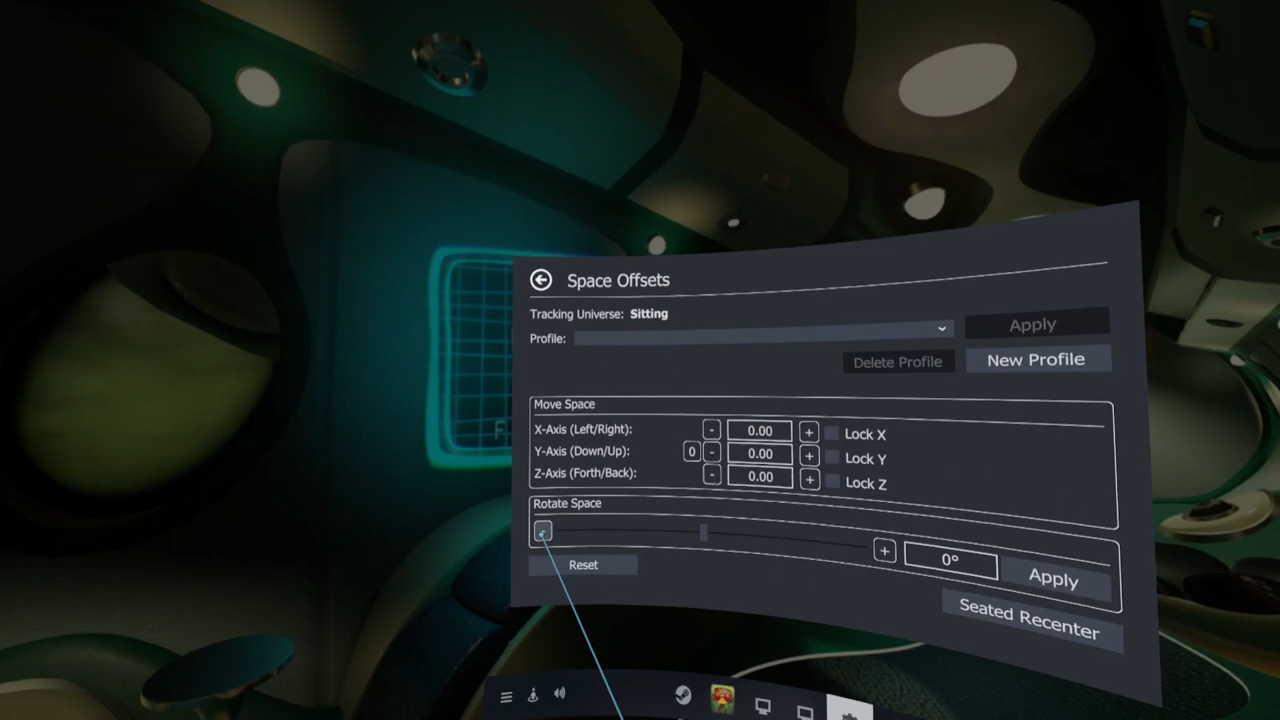 Space Offsets
Tracking Universe: Sitting
Profile:
Apply
Delete Profile
New Profile
Move Space
X-Axis (Left/Right): - 0.00 + Lock X
Y-Axis (Down/Up): 0 - 0.00 + Lock Y
Z-Axis (Forth/Back): - 0.00 + Lock Z
Rotate Space
- + 0° Apply
Reset
Seated Recenter